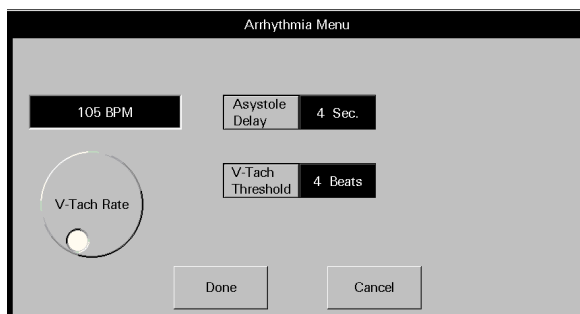 Arrhythmia Menu
105 BPM
Asystole
Delay
4 Sec.
V-Tach Rate
V-Tach
Threshold
4 Beats
Done
Cancel